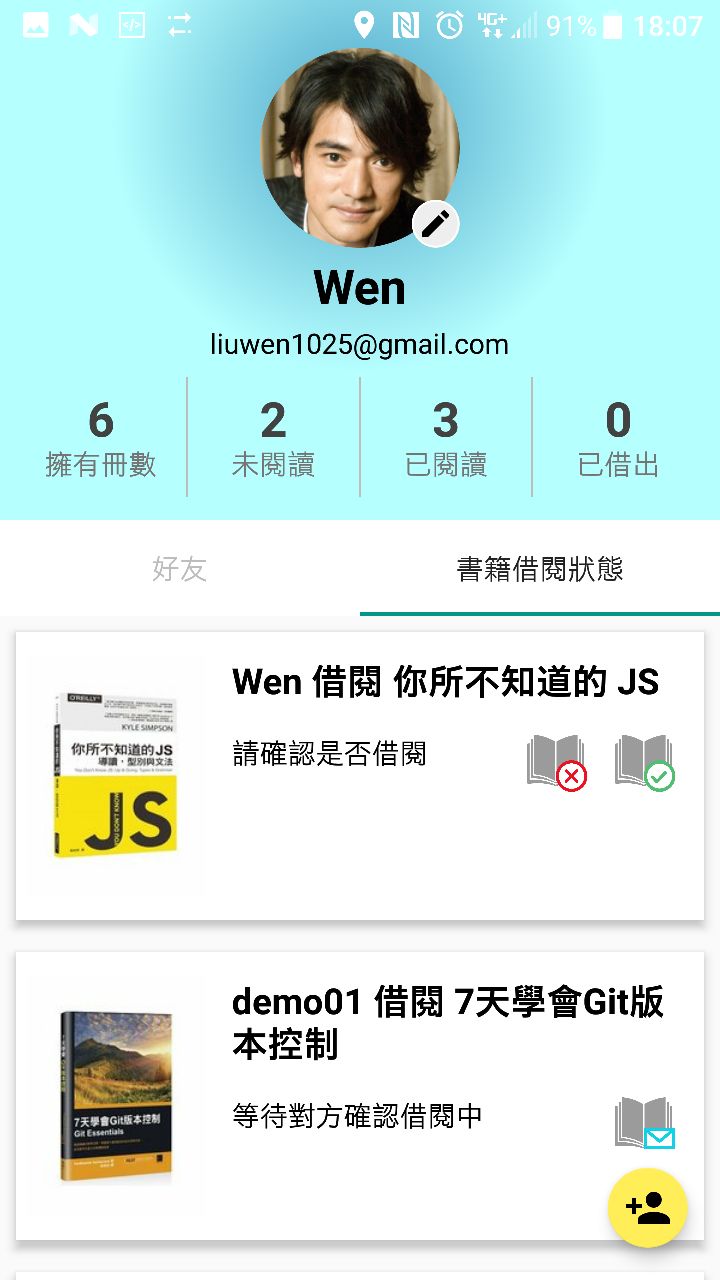 4G+ 91% 18:07
Wen
liuwen1025@gmail.com
6 2 3 0
擁有冊數 未閱讀 已閱讀 已借出
好友 書籍借閱狀態
Wen 借閱 你所不知道的 JS
請確認是否借閱
O'REILLY
KYLE SIMPSON
你所不知道的JS
導讀，型別與文法
JS
YOU DON'T KNOW
demo01 借閱 7天學會Git版
本控制
等待對方確認借閱中
7天學會Git版本控制
Git Essentials